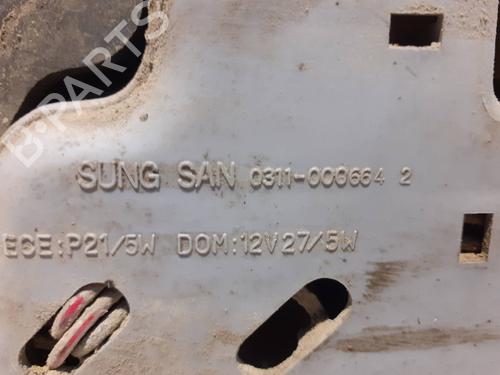 B-PARTS
SUNG SAN 0311-003664 2
ECE:P21/5W DOM:12V27/5W